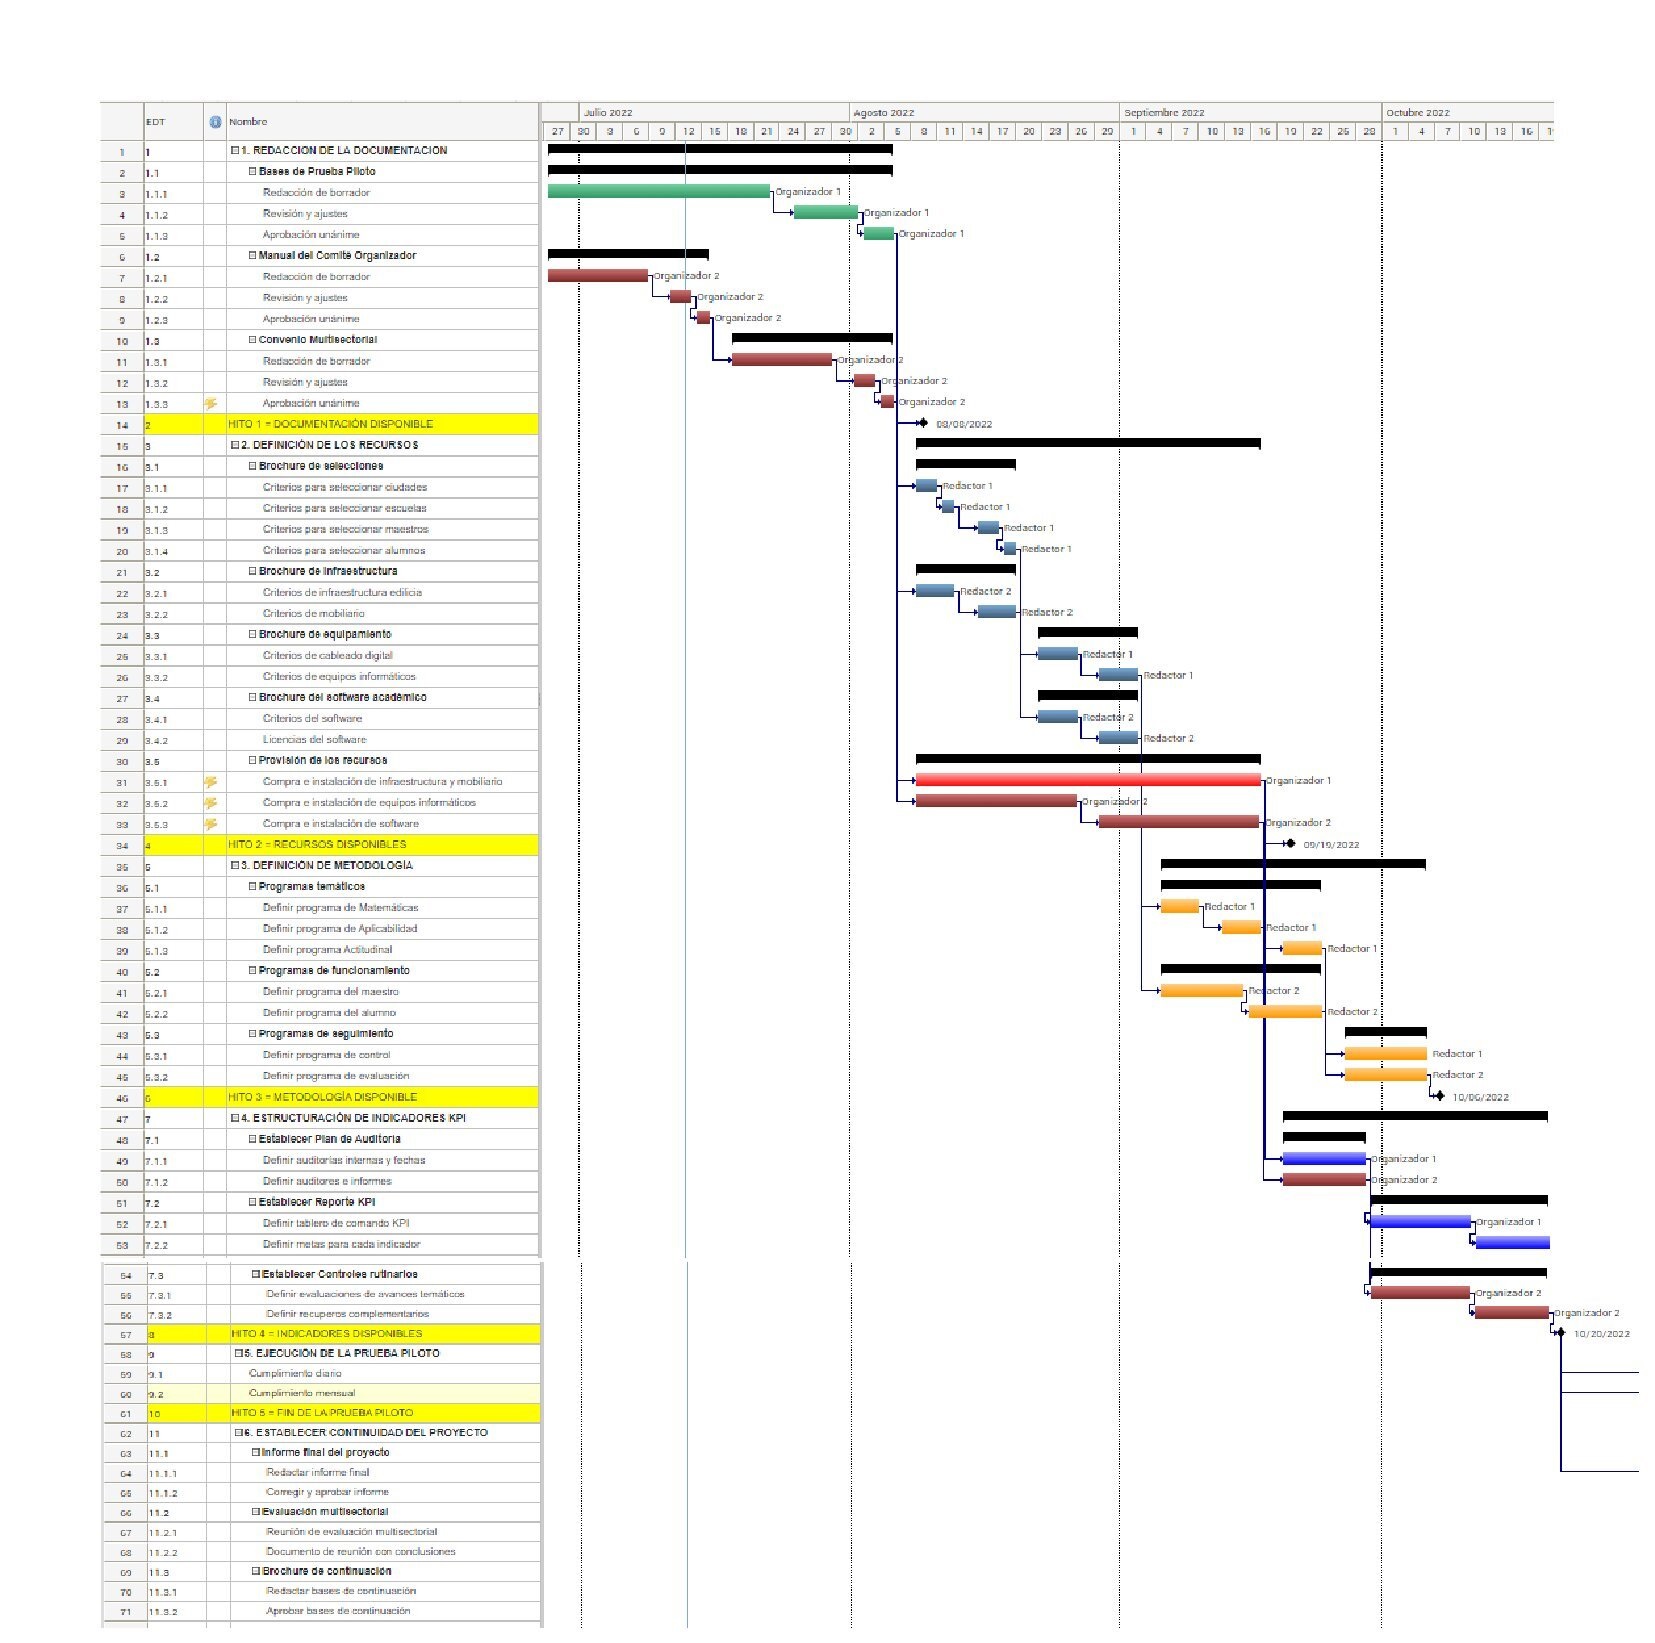 EDT Nombre
Julio 2022 Agosto 2022 Septiembre 2022 Octubre 2022
27 30 3 6 9 12 15 18 21 24 27 30 2 5 8 11 14 17 20 23 26 29 1 4 7 10 13 16 19 22 25 28 1 4 7 10 13 16
1 1 1. REDACCION DE LA DOCUMENTACION
2 1.1 Bases de Prueba Piloto
3 1.1.1 Redacción de borrador Organizador 1
4 1.1.2 Revisión y ajustes Organizador 1
5 1.1.3 Aprobación unánime Organizador 1
6 1.2 Manual del Comité Organizador
7 1.2.1 Redacción de borrador Organizador 2
8 1.2.2 Revisión y ajustes Organizador 2
9 1.2.3 Aprobación unánime Organizador 2
10 1.3 Convenio Multisectorial
11 1.3.1 Redacción de borrador Organizador 2
12 1.3.2 Revisión y ajustes Organizador 2
13 1.3.3 Aprobación unánime Organizador 2
14 2 HITO 1 = DOCUMENTACIÓN DISPONIBLE 08/08/2022
15 3 2. DEFINICIÓN DE LOS RECURSOS
16 3.1 Brochure de selecciones
17 3.1.1 Criterios para seleccionar ciudades Redactor 1
18 3.1.2 Criterios para seleccionar escuelas Redactor 1
19 3.1.3 Criterios para seleccionar maestros Redactor 1
20 3.1.4 Criterios para seleccionar alumnos Redactor 1
21 3.2 Brochure de infraestructura
22 3.2.1 Criterios de infraestructura edilicia Redactor 2
23 3.2.2 Criterios de mobiliario Redactor 2
24 3.3 Brochure de equipamiento
25 3.3.1 Criterios de cableado digital Redactor 1
26 3.3.2 Criterios de equipos informáticos Redactor 1
27 3.4 Brochure del software académico
28 3.4.1 Criterios del software Redactor 2
29 3.4.2 Licencias del software Redactor 2
30 3.5 Provisión de los recursos
31 3.5.1 Compra e instalación de infraestructura y mobiliario Organizador 1
32 3.5.2 Compra e instalación de equipos informáticos Organizador 2
33 3.5.3 Compra e instalación de software Organizador 2
34 4 HITO 2 = RECURSOS DISPONIBLES 09/19/2022
35 5 3. DEFINICIÓN DE METODOLOGÍA
36 5.1 Programas temáticos
37 5.1.1 Definir programa de Matemáticas Redactor 1
38 5.1.2 Definir programa de Aplicabilidad Redactor 1
39 5.1.3 Definir programa Actitudinal Redactor 1
40 5.2 Programas de funcionamiento
41 5.2.1 Definir programa del maestro Redactor 2
42 5.2.2 Definir programa del alumno Redactor 2
43 5.3 Programas de seguimiento
44 5.3.1 Definir programa de control Redactor 1
45 5.3.2 Definir programa de evaluación Redactor 2
46 6 HITO 3 = METODOLOGÍA DISPONIBLE 10/06/2022
47 7 4. ESTRUCTURACIÓN DE INDICADORES KPI
48 7.1 Establecer Plan de Auditoria
49 7.1.1 Definir auditorias internas y fechas Organizador 1
50 7.1.2 Definir auditores e informes Organizador 2
51 7.2 Establecer Reporte KPI
52 7.2.1 Definir tablero de comando KPI Organizador 1
53 7.2.2 Definir metas para cada indicador
54 7.3 Establecer Controles rutinarios
55 7.3.1 Definir evaluaciones de avances temáticos Organizador 2
56 7.3.2 Definir recuperos complementarios Organizador 2
57 8 HITO 4 = INDICADORES DISPONIBLES 10/20/2022
58 9 5. EJECUCIÓN DE LA PRUEBA PILOTO
59 9.1 Cumplimiento diario
60 9.2 Cumplimiento mensual
61 10 HITO 5 = FIN DE LA PRUEBA PILOTO
62 11 6. ESTABLECER CONTINUIDAD DEL PROYECTO
63 11.1 Informe final del proyecto
64 11.1.1 Redactar informe final
65 11.1.2 Corregir y aprobar informe
66 11.2 Evaluación multisectorial
67 11.2.1 Reunión de evaluación multisectorial
68 11.2.2 Documento de reunión con conclusiones
69 11.3 Brochure de continuación
70 11.3.1 Redactar bases de continuación
71 11.3.2 Aprobar bases de continuación